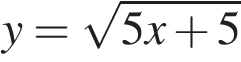 y = √(5x + 5)